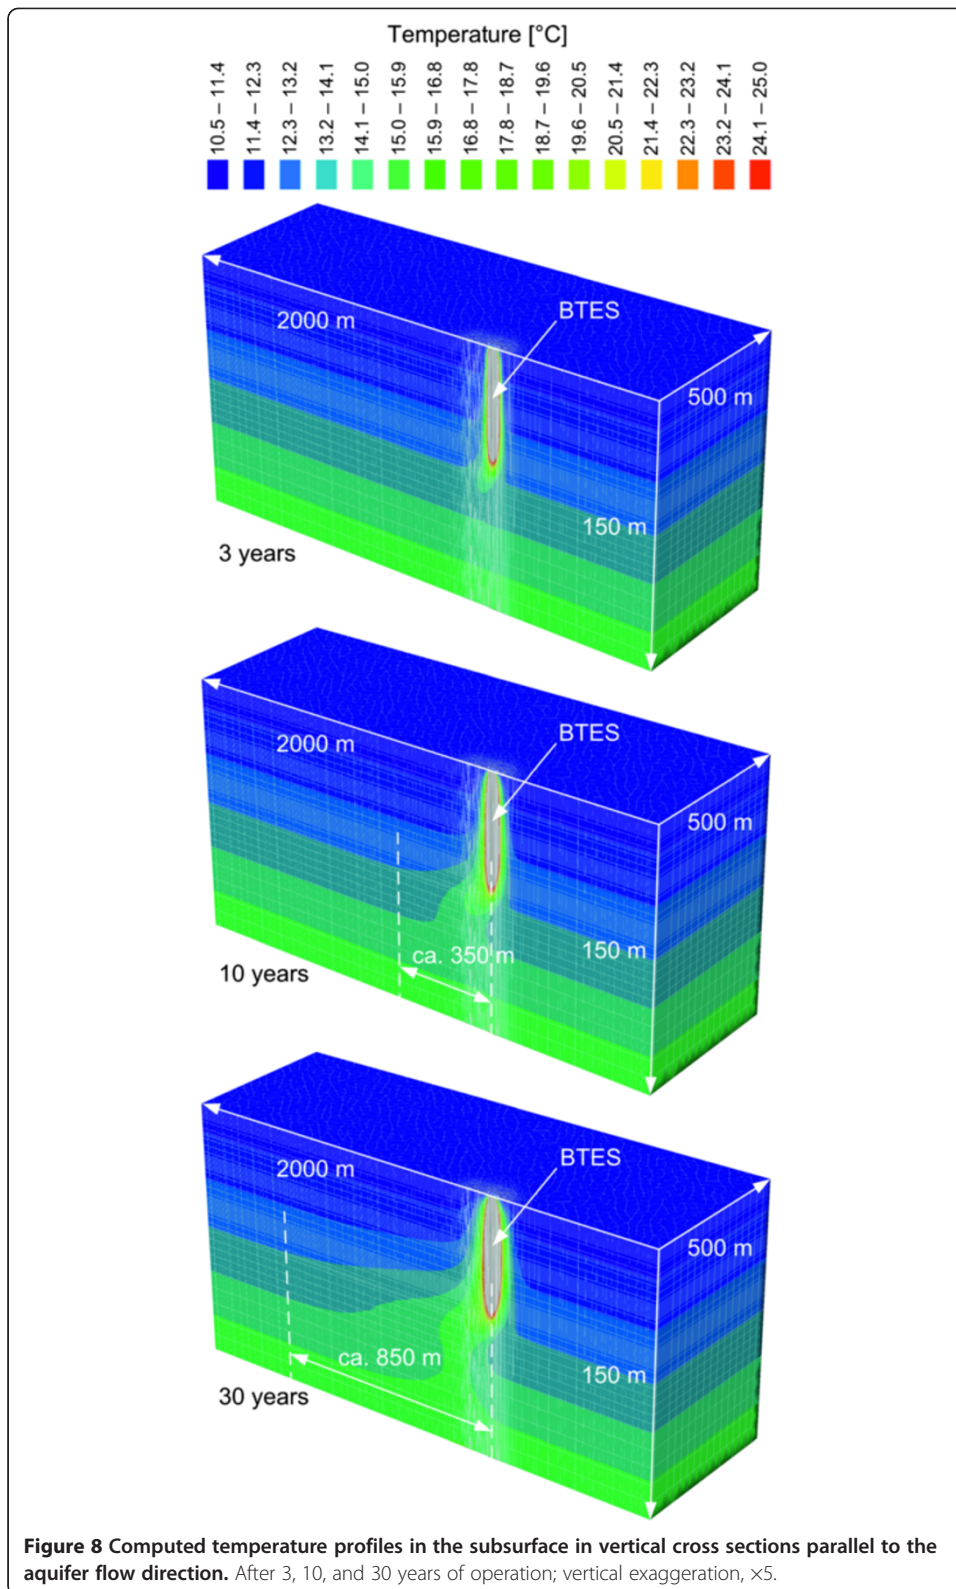 Temperature [°C]
10.5 – 11.4
11.4 – 12.3
12.3 – 13.2
13.2 – 14.1
14.1 – 15.0
15.0 – 15.9
15.9 – 16.8
16.8 – 17.8
17.8 – 18.7
18.7 – 19.6
19.6 – 20.5
20.5 – 21.4
21.4 – 22.3
22.3 – 23.2
23.2 – 24.1
24.1 – 25.0
BTES
2000 m
500 m
150 m
3 years
BTES
2000 m
500 m
150 m
ca. 350 m
10 years
BTES
2000 m
500 m
ca. 850 m
150 m
30 years
Figure 8 Computed temperature profiles in the subsurface in vertical cross sections parallel to the
aquifer flow direction. After 3, 10, and 30 years of operation; vertical exaggeration, ×5.